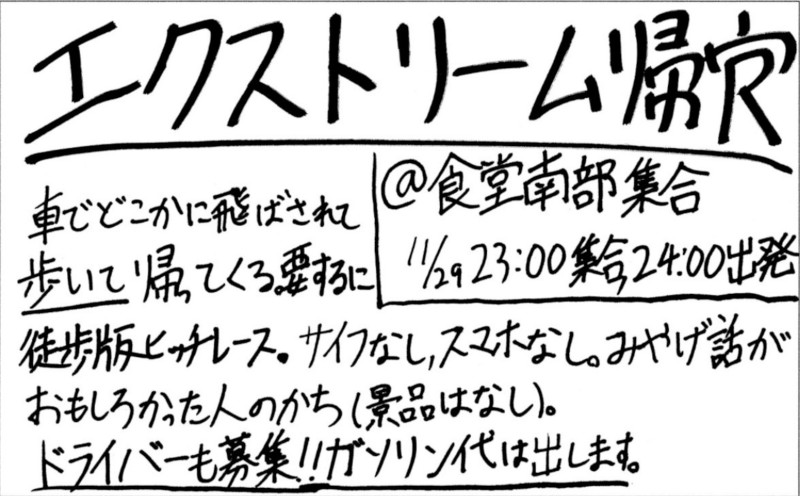 エクストリーム帰寮
@食堂南部集合
11/29 23:00集合24:00出発
車でどこかに飛ばされて
歩いて帰ってくる。要するに
徒歩版ヒッチレース。サイフなし,スマホなし。みやげ話が
おもしろかった人のかち(景品はなし)。
ドライバーも募集!!ガソリン代は出します。